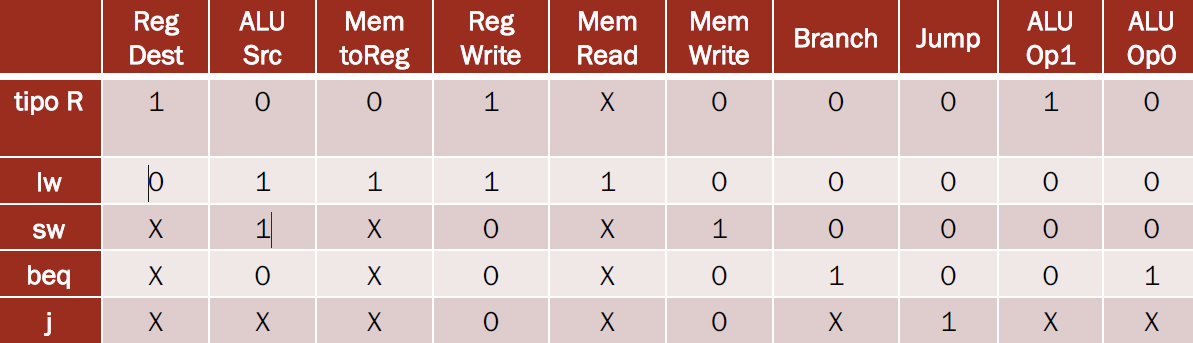 Reg Dest ALU Src Mem toReg Reg Write Mem Read Mem Write Branch Jump ALU Op1 ALU Op0
tipo R 1 0 0 1 X 0 0 0 1 0
lw 0 1 1 1 1 0 0 0 0 0
sw X 1 X 0 X 1 0 0 0 0
beq X 0 X 0 X 0 1 0 0 1
j X X X 0 X 0 X 1 X X